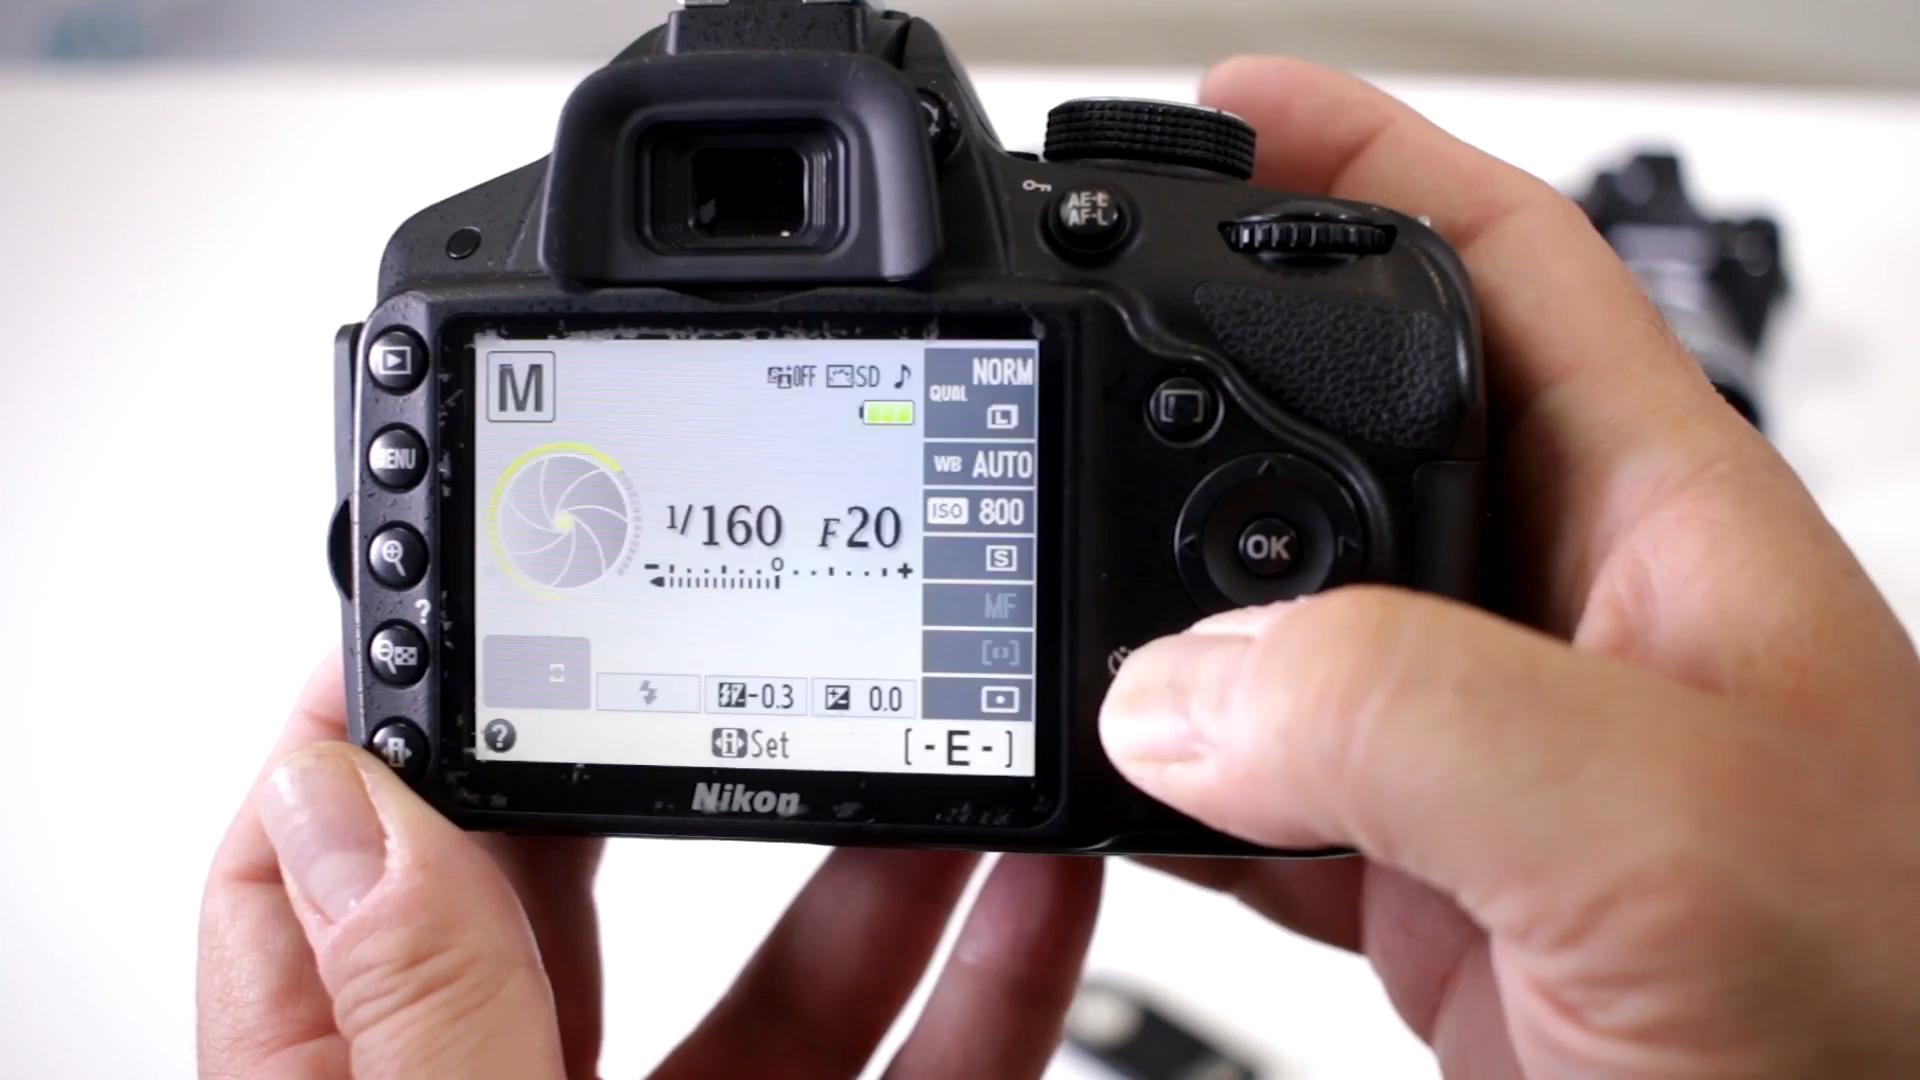 AE-L
AF-L
M
OFF SD
QUAL NORM
L
MENU
WB AUTO
1/160 F20
ISO 800
- 0 +
S
MF
?
-0.3
0.0
? i Set [-E-]
Nikon
OK